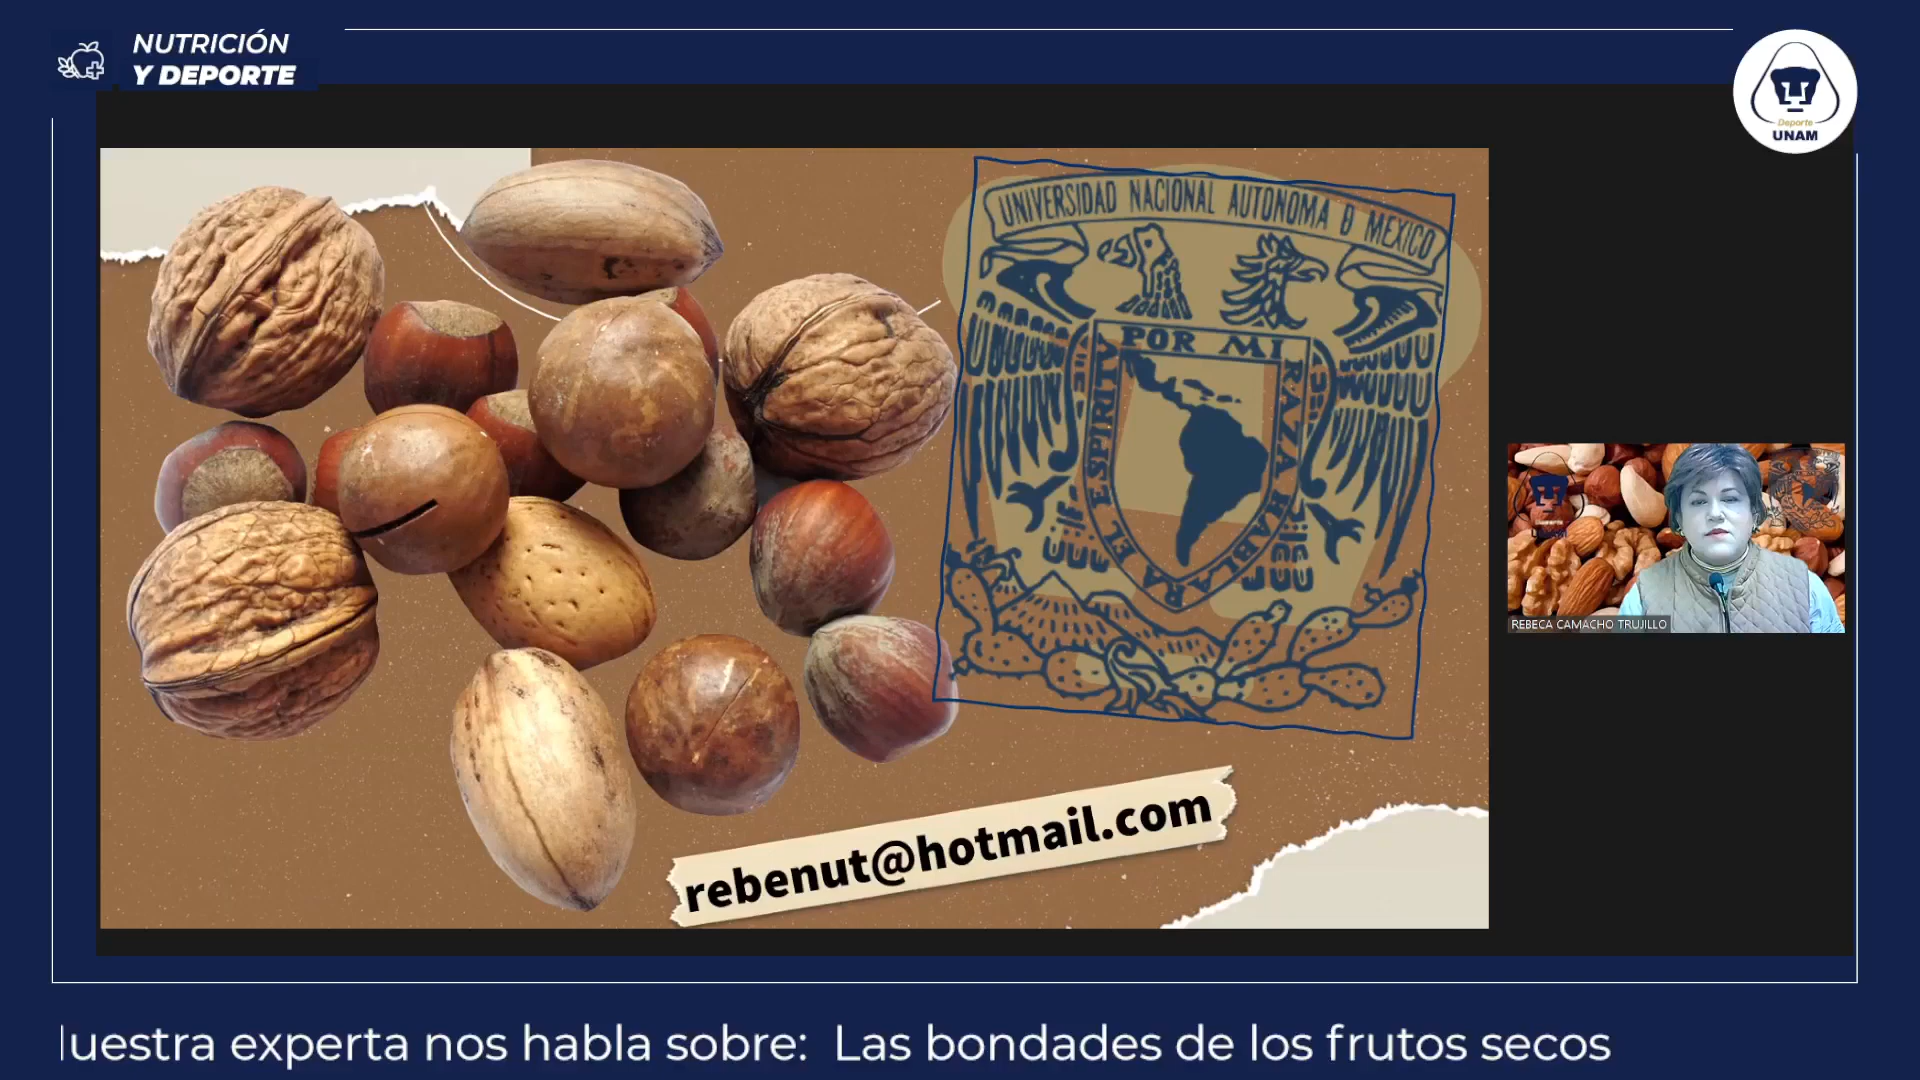 NUTRICIÓN
Y DEPORTE
Deporte
UNAM
UNIVERSIDAD NACIONAL AUTONOMA D MEXICO
POR MI RAZA HABLARA EL ESPIRITU
rebenut@hotmail.com
REBECA CAMACHO TRUJILLO
uestra experta nos habla sobre: Las bondades de los frutos secos